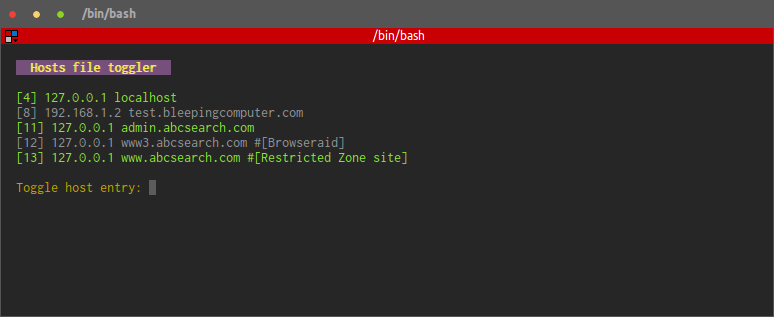 /bin/bash
/bin/bash
Hosts file toggler
[4] 127.0.0.1 localhost
[8] 192.168.1.2 test.bleepingcomputer.com
[11] 127.0.0.1 admin.abcsearch.com
[12] 127.0.0.1 www3.abcsearch.com #[Browseraid]
[13] 127.0.0.1 www.abcsearch.com #[Restricted Zone site]
Toggle host entry: